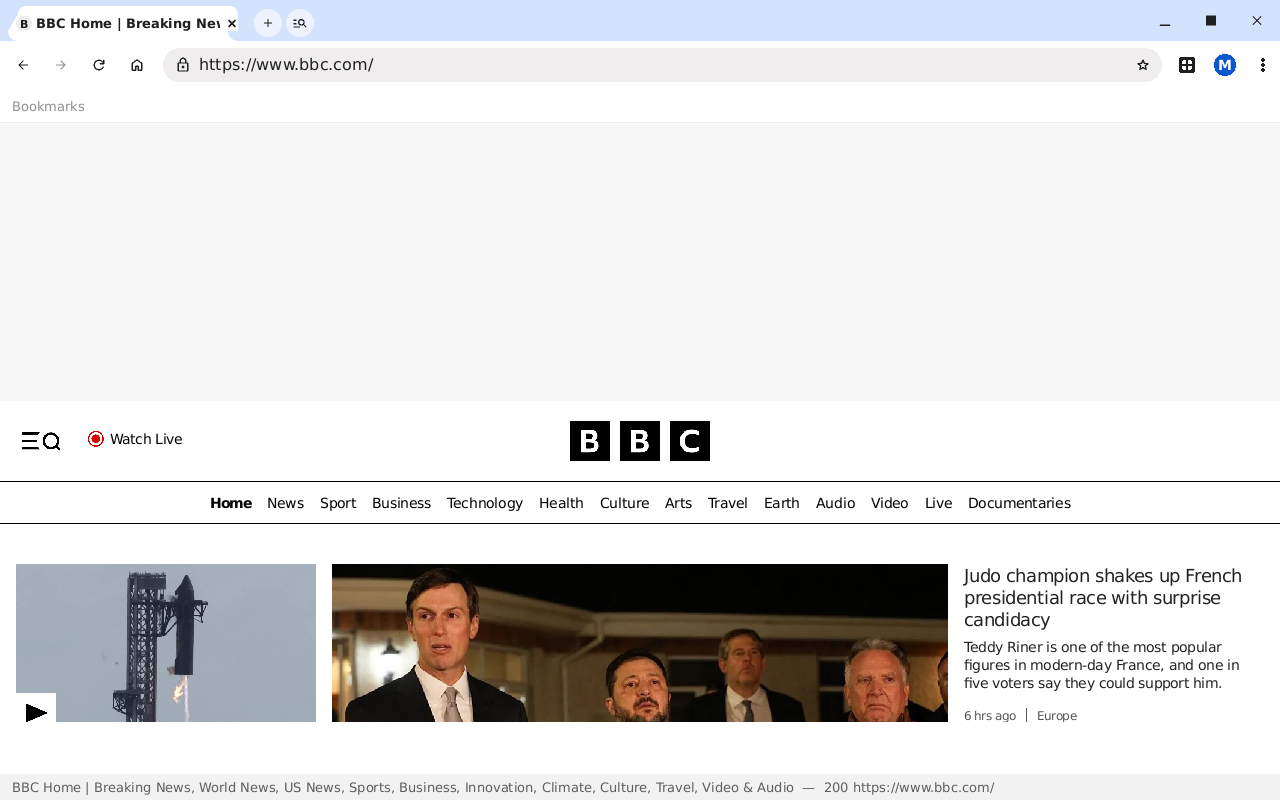 B BBC Home | Breaking Nev
https://www.bbc.com/
M
Bookmarks
Watch Live
BBC
Home News Sport Business Technology Health Culture Arts Travel Earth Audio Video Live Documentaries
Judo champion shakes up French
presidential race with surprise
candidacy
Teddy Riner is one of the most popular
figures in modern-day France, and one in
five voters say they could support him.
6 hrs ago | Europe
BBC Home | Breaking News, World News, US News, Sports, Business, Innovation, Climate, Culture, Travel, Video & Audio — 200 https://www.bbc.com/